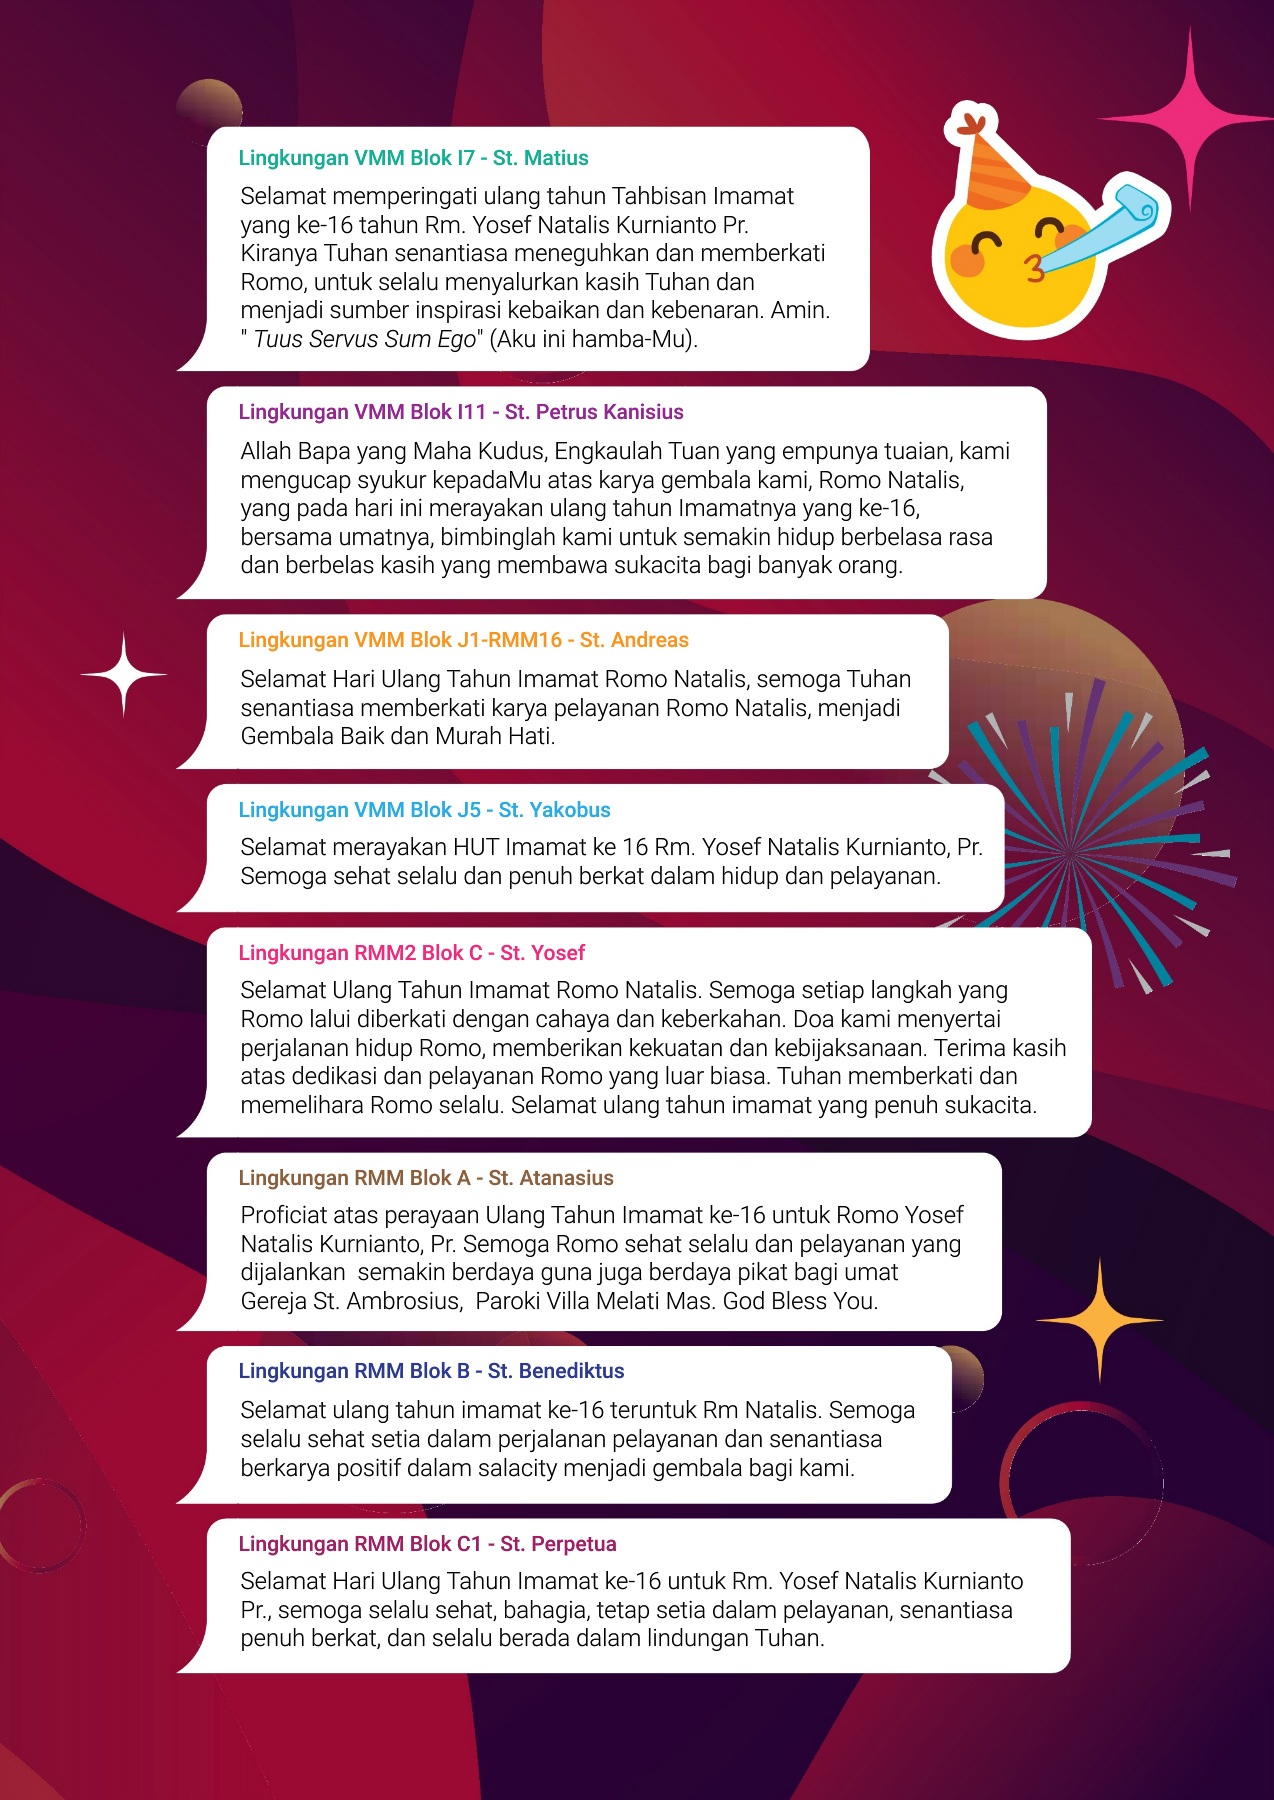 Lingkungan VMM Blok I7 - St. Matius
Selamat memperingati ulang tahun Tahbisan Imamat
yang ke-16 tahun Rm. Yosef Natalis Kurnianto Pr.
Kiranya Tuhan senantiasa meneguhkan dan memberkati
Romo, untuk selalu menyalurkan kasih Tuhan dan
menjadi sumber inspirasi kebaikan dan kebenaran. Amin.
" Tuus Servus Sum Ego" (Aku ini hamba-Mu).
Lingkungan VMM Blok I11 - St. Petrus Kanisius
Allah Bapa yang Maha Kudus, Engkaulah Tuan yang empunya tuaian, kami
mengucap syukur kepadaMu atas karya gembala kami, Romo Natalis,
yang pada hari ini merayakan ulang tahun Imamatnya yang ke-16,
bersama umatnya, bimbinglah kami untuk semakin hidup berbelasa rasa
dan berbelas kasih yang membawa sukacita bagi banyak orang.
Lingkungan VMM Blok J1-RMM16 - St. Andreas
Selamat Hari Ulang Tahun Imamat Romo Natalis, semoga Tuhan
senantiasa memberkati karya pelayanan Romo Natalis, menjadi
Gembala Baik dan Murah Hati.
Lingkungan VMM Blok J5 - St. Yakobus
Selamat merayakan HUT Imamat ke 16 Rm. Yosef Natalis Kurnianto, Pr.
Semoga sehat selalu dan penuh berkat dalam hidup dan pelayanan.
Lingkungan RMM2 Blok C - St. Yosef
Selamat Ulang Tahun Imamat Romo Natalis. Semoga setiap langkah yang
Romo lalui diberkati dengan cahaya dan keberkahan. Doa kami menyertai
perjalanan hidup Romo, memberikan kekuatan dan kebijaksanaan. Terima kasih
atas dedikasi dan pelayanan Romo yang luar biasa. Tuhan memberkati dan
memelihara Romo selalu. Selamat ulang tahun imamat yang penuh sukacita.
Lingkungan RMM Blok A - St. Atanasius
Proficiat atas perayaan Ulang Tahun Imamat ke-16 untuk Romo Yosef
Natalis Kurnianto, Pr. Semoga Romo sehat selalu dan pelayanan yang
dijalankan  semakin berdaya guna juga berdaya pikat bagi umat
Gereja St. Ambrosius,  Paroki Villa Melati Mas. God Bless You.
Lingkungan RMM Blok B - St. Benediktus
Selamat ulang tahun imamat ke-16 teruntuk Rm Natalis. Semoga
selalu sehat setia dalam perjalanan pelayanan dan senantiasa
berkarya positif dalam salacity menjadi gembala bagi kami.
Lingkungan RMM Blok C1 - St. Perpetua
Selamat Hari Ulang Tahun Imamat ke-16 untuk Rm. Yosef Natalis Kurnianto
Pr., semoga selalu sehat, bahagia, tetap setia dalam pelayanan, senantiasa
penuh berkat, dan selalu berada dalam lindungan Tuhan.